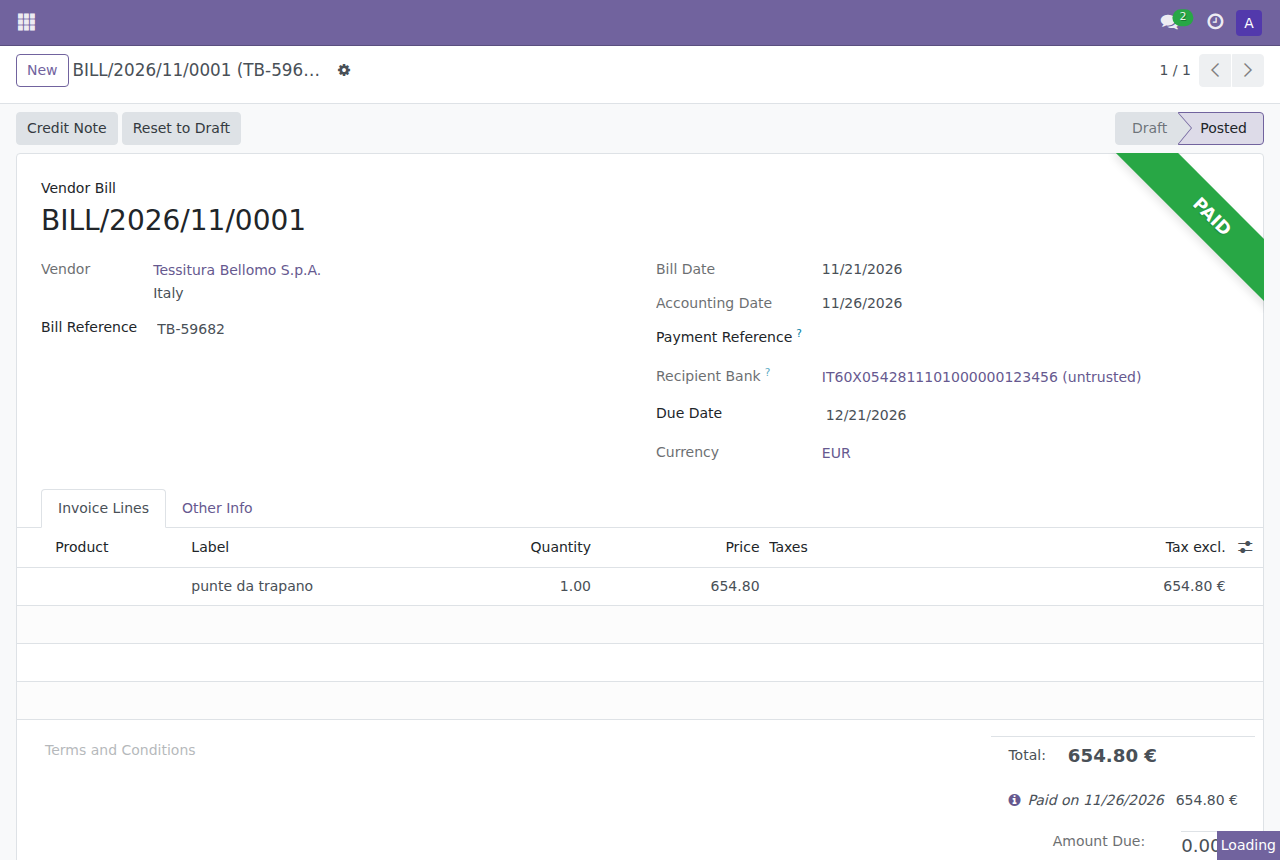 2
A
New
BILL/2026/11/0001 (TB-596...
1 / 1
Credit Note
Reset to Draft
Draft
Posted
PAID
Vendor Bill
BILL/2026/11/0001
Vendor
Tessitura Bellomo S.p.A.
Italy
Bill Reference
TB-59682
Bill Date
11/21/2026
Accounting Date
11/26/2026
Payment Reference ?
Recipient Bank ?
IT60X0542811101000000123456 (untrusted)
Due Date
12/21/2026
Currency
EUR
Invoice Lines
Other Info
Product Label Quantity Price Taxes Tax excl.
punte da trapano 1.00 654.80 654.80 €
Terms and Conditions
Total: 654.80 €
Paid on 11/26/2026 654.80 €
Amount Due: 0.00
Loading